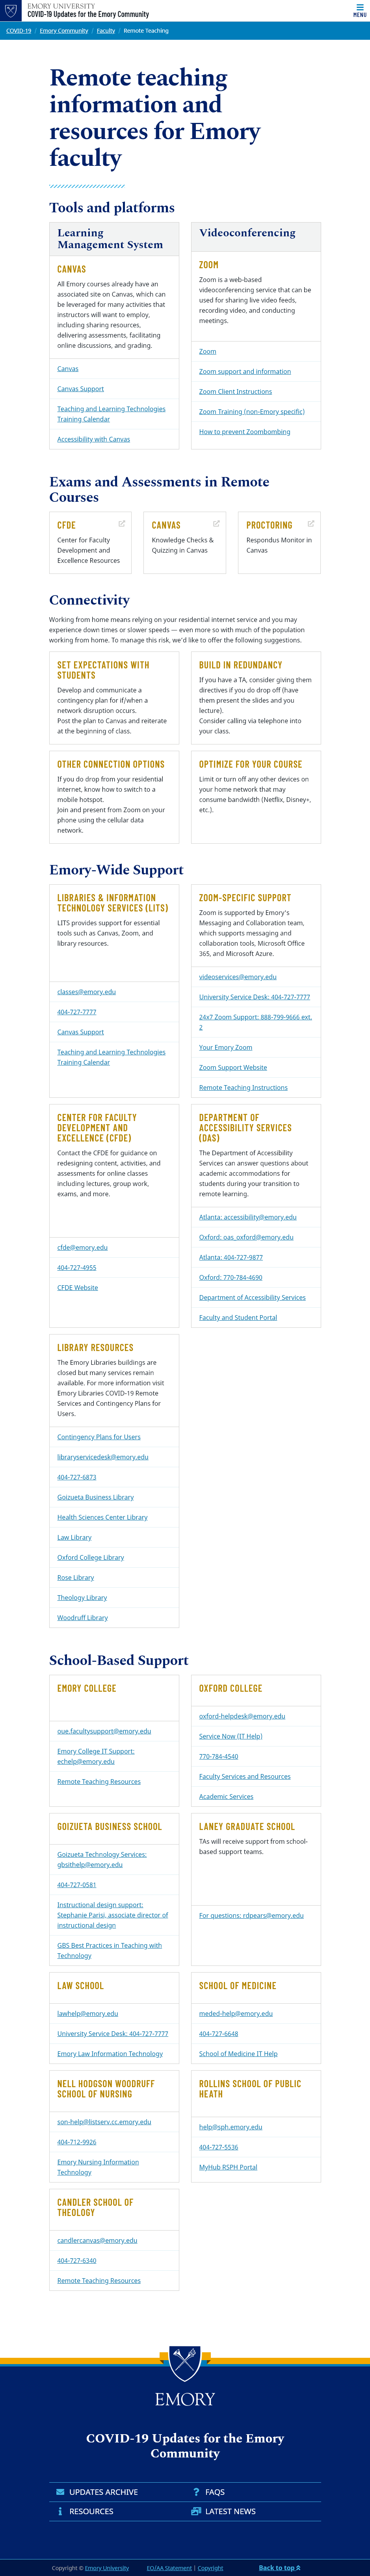 EMORY UNIVERSITY
COVID-19 Updates for the Emory Community
MENU
COVID-19 / Emory Community / Faculty / Remote Teaching
Remote teaching
information and
resources for Emory
faculty
Tools and platforms
Learning
Management System
CANVAS
All Emory courses already have an
associated site on Canvas, which can
be leveraged for many activities that
instructors will want to employ,
including sharing resources,
delivering assessments, facilitating
online discussions, and grading.
Canvas
Canvas Support
Teaching and Learning Technologies
Training Calendar
Accessibility with Canvas
Videoconferencing
ZOOM
Zoom is a web-based
videoconferencing service that can be
used for sharing live video feeds,
recording video, and conducting
meetings.
Zoom
Zoom support and information
Zoom Client Instructions
Zoom Training (non-Emory specific)
How to prevent Zoombombing
Exams and Assessments in Remote
Courses
CFDE
Center for Faculty
Development and
Excellence Resources
CANVAS
Knowledge Checks &
Quizzing in Canvas
PROCTORING
Respondus Monitor in
Canvas
Connectivity
Working from home means relying on your residential internet service and you may
experience down times or slower speeds — even more so with much of the population
working from home. To manage this risk, we'd like to offer the following suggestions.
SET EXPECTATIONS WITH
STUDENTS
Develop and communicate a
contingency plan for if/when a
network disruption occurs.
Post the plan to Canvas and reiterate
at the beginning of class.
BUILD IN REDUNDANCY
If you have a TA, consider giving them
directives if you do drop off (have
them present the slides and you
lecture).
Consider calling via telephone into
your class.
OTHER CONNECTION OPTIONS
If you do drop from your residential
internet, know how to switch to a
mobile hotspot.
Join and present from Zoom on your
phone using the cellular data
network.
OPTIMIZE FOR YOUR COURSE
Limit or turn off any other devices on
your home network that may
consume bandwidth (Netflix, Disney+,
etc.).
Emory-Wide Support
LIBRARIES & INFORMATION
TECHNOLOGY SERVICES (LITS)
LITS provides support for essential
tools such as Canvas, Zoom, and
library resources.
classes@emory.edu
404-727-7777
Canvas Support
Teaching and Learning Technologies
Training Calendar
ZOOM-SPECIFIC SUPPORT
Zoom is supported by Emory's
Messaging and Collaboration team,
which supports messaging and
collaboration tools, Microsoft Office
365, and Microsoft Azure.
videoservices@emory.edu
University Service Desk: 404-727-7777
24x7 Zoom Support: 888-799-9666 ext.
2
Your Emory Zoom
Zoom Support Website
Remote Teaching Instructions
CENTER FOR FACULTY
DEVELOPMENT AND
EXCELLENCE (CFDE)
Contact the CFDE for guidance on
redesigning content, activities, and
assessments for online classes
including lectures, group work,
exams, and more.
cfde@emory.edu
404-727-4955
CFDE Website
DEPARTMENT OF
ACCESSIBILITY SERVICES
(DAS)
The Department of Accessibility
Services can answer questions about
academic accommodations for
students during transition to
remote learning.
Atlanta: accessibility@emory.edu
Oxford: oas_oxford@emory.edu
Atlanta: 404-727-9877
Oxford: 770-784-4690
Department of Accessibility Services
Faculty and Student Portal
LIBRARY RESOURCES
The Emory Libraries buildings are
closed but many services remain
available. For more information visit
Emory Libraries COVID-19 Remote
Services and Contingency Plans for
Users.
Contingency Plans for Users
libraryservicedesk@emory.edu
404-727-6873
Goizueta Business Library
Health Sciences Center Library
Law Library
Oxford College Library
Rose Library
Theology Library
Woodruff Library
School-Based Support
EMORY COLLEGE
oue.facultysupport@emory.edu
Emory College IT Support:
echelp@emory.edu
Remote Teaching Resources
OXFORD COLLEGE
oxford-helpdesk@emory.edu
Service Now (IT Help)
770-784-4540
Faculty Services and Resources
Academic Services
GOIZUETA BUSINESS SCHOOL
Goizueta Technology Services:
gbsithelp@emory.edu
404-727-0581
Instructional design support:
Stephanie Parisi, associate director of
instructional design
GBS Best Practices in Teaching with
Technology
LANEY GRADUATE SCHOOL
TAs will receive support from school-
based support teams.
For questions: rdpears@emory.edu
LAW SCHOOL
lawhelp@emory.edu
University Service Desk: 404-727-7777
Emory Law Information Technology
SCHOOL OF MEDICINE
meded-help@emory.edu
404-727-6648
School of Medicine IT Help
NELL HODGSON WOODRUFF
SCHOOL OF NURSING
son-help@listserv.cc.emory.edu
404-712-9926
Emory Nursing Information
Technology
ROLLINS SCHOOL OF PUBLIC
HEATH
help@sph.emory.edu
404-727-5536
MyHub RSPH Portal
CANDLER SCHOOL OF
THEOLOGY
candlercanvas@emory.edu
404-727-6340
Remote Teaching Resources
EMORY
COVID-19 Updates for the Emory
Community
UPDATES ARCHIVE
FAQS
RESOURCES
LATEST NEWS
Copyright © Emory University
EO/AA Statement | Copyright
Back to top